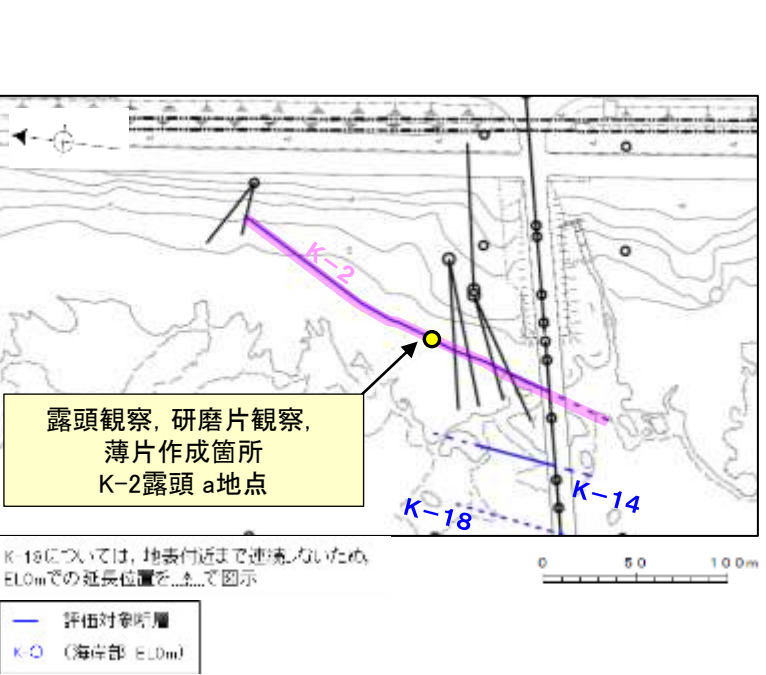 K-2
露頭観察，研磨片観察，
薄片作成箇所
K-2露頭 a地点
K-14
K-18
K-18については，地表付近まで連続しないため，
EL0mでの延長位置を…で図示
0 50 100m
評価対象断層
K-○ (海岸部 EL0m)